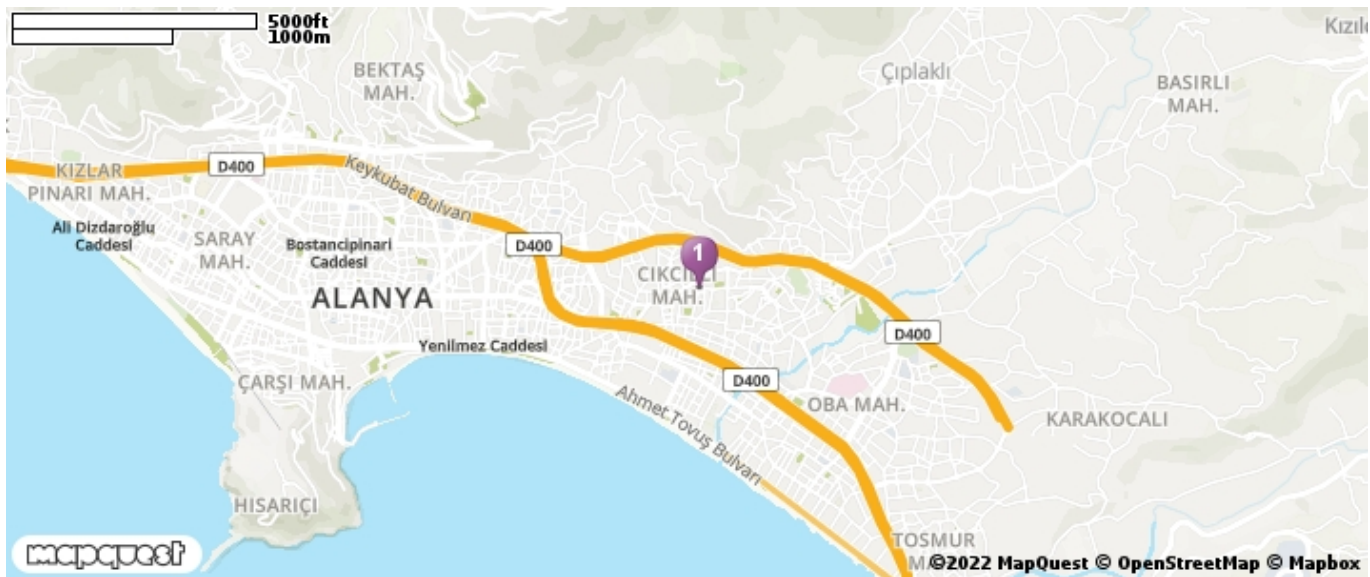 5000ft
1000m
BEKTAŞ
MAH.
Çıplaklı
BASIRLI
MAH.
D400
KIZLAR
PINARI MAH.
Keykubat Bulvarı
Ali Dizdaroğlu
Caddesi
SARAY
MAH.
Bostancipinari
Caddesi
D400
1
MAH.
ALANYA
D400
Yenilmez Caddesi
ÇARŞI MAH.
D400
Ahmet Tovuş Bulvarı
OBA MAH.
KARAKOCALI
HISARIÇI
TOSMUR
mapquest
©2022 MapQuest © OpenStreetMap © Mapbox